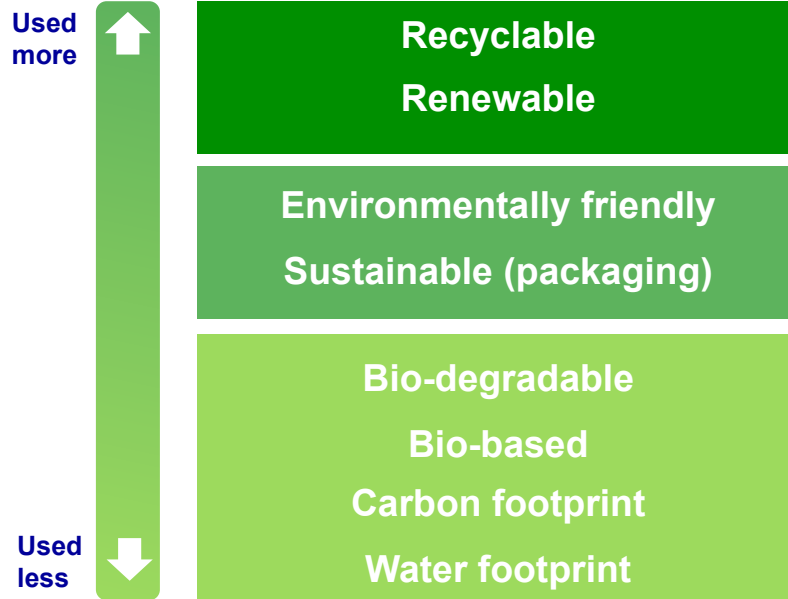 Used
more
Recyclable
Renewable
Environmentally friendly
Sustainable (packaging)
Bio-degradable
Bio-based
Carbon footprint
Water footprint
Used
less